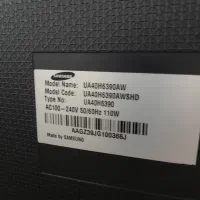 SAMSUNG
Model Name : UA40H6390AW
Model Code : UA40H6390AWSHD
Type No : UA40H6390
AC100-240V 50/60Hz 110W
Made by SAMSUNG